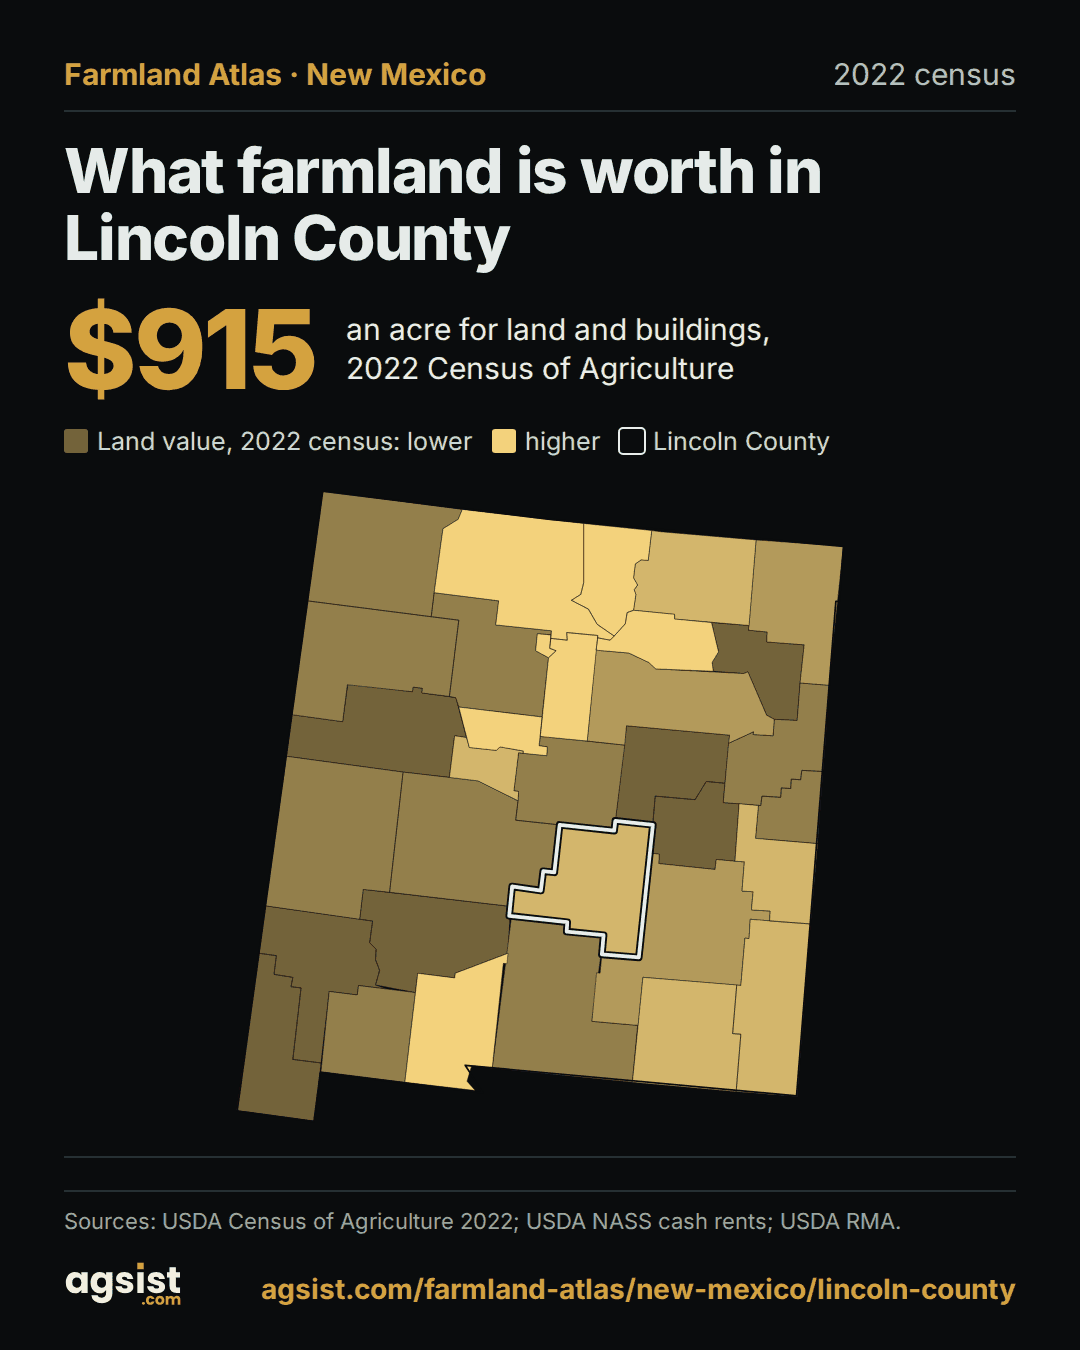 Farmland Atlas · New Mexico
2022 census
What farmland is worth in
Lincoln County
$915
an acre for land and buildings,
2022 Census of Agriculture
Land value, 2022 census: lower
higher
Lincoln County
Sources: USDA Census of Agriculture 2022; USDA NASS cash rents; USDA RMA.
agsist
.com
agsist.com/farmland-atlas/new-mexico/lincoln-county